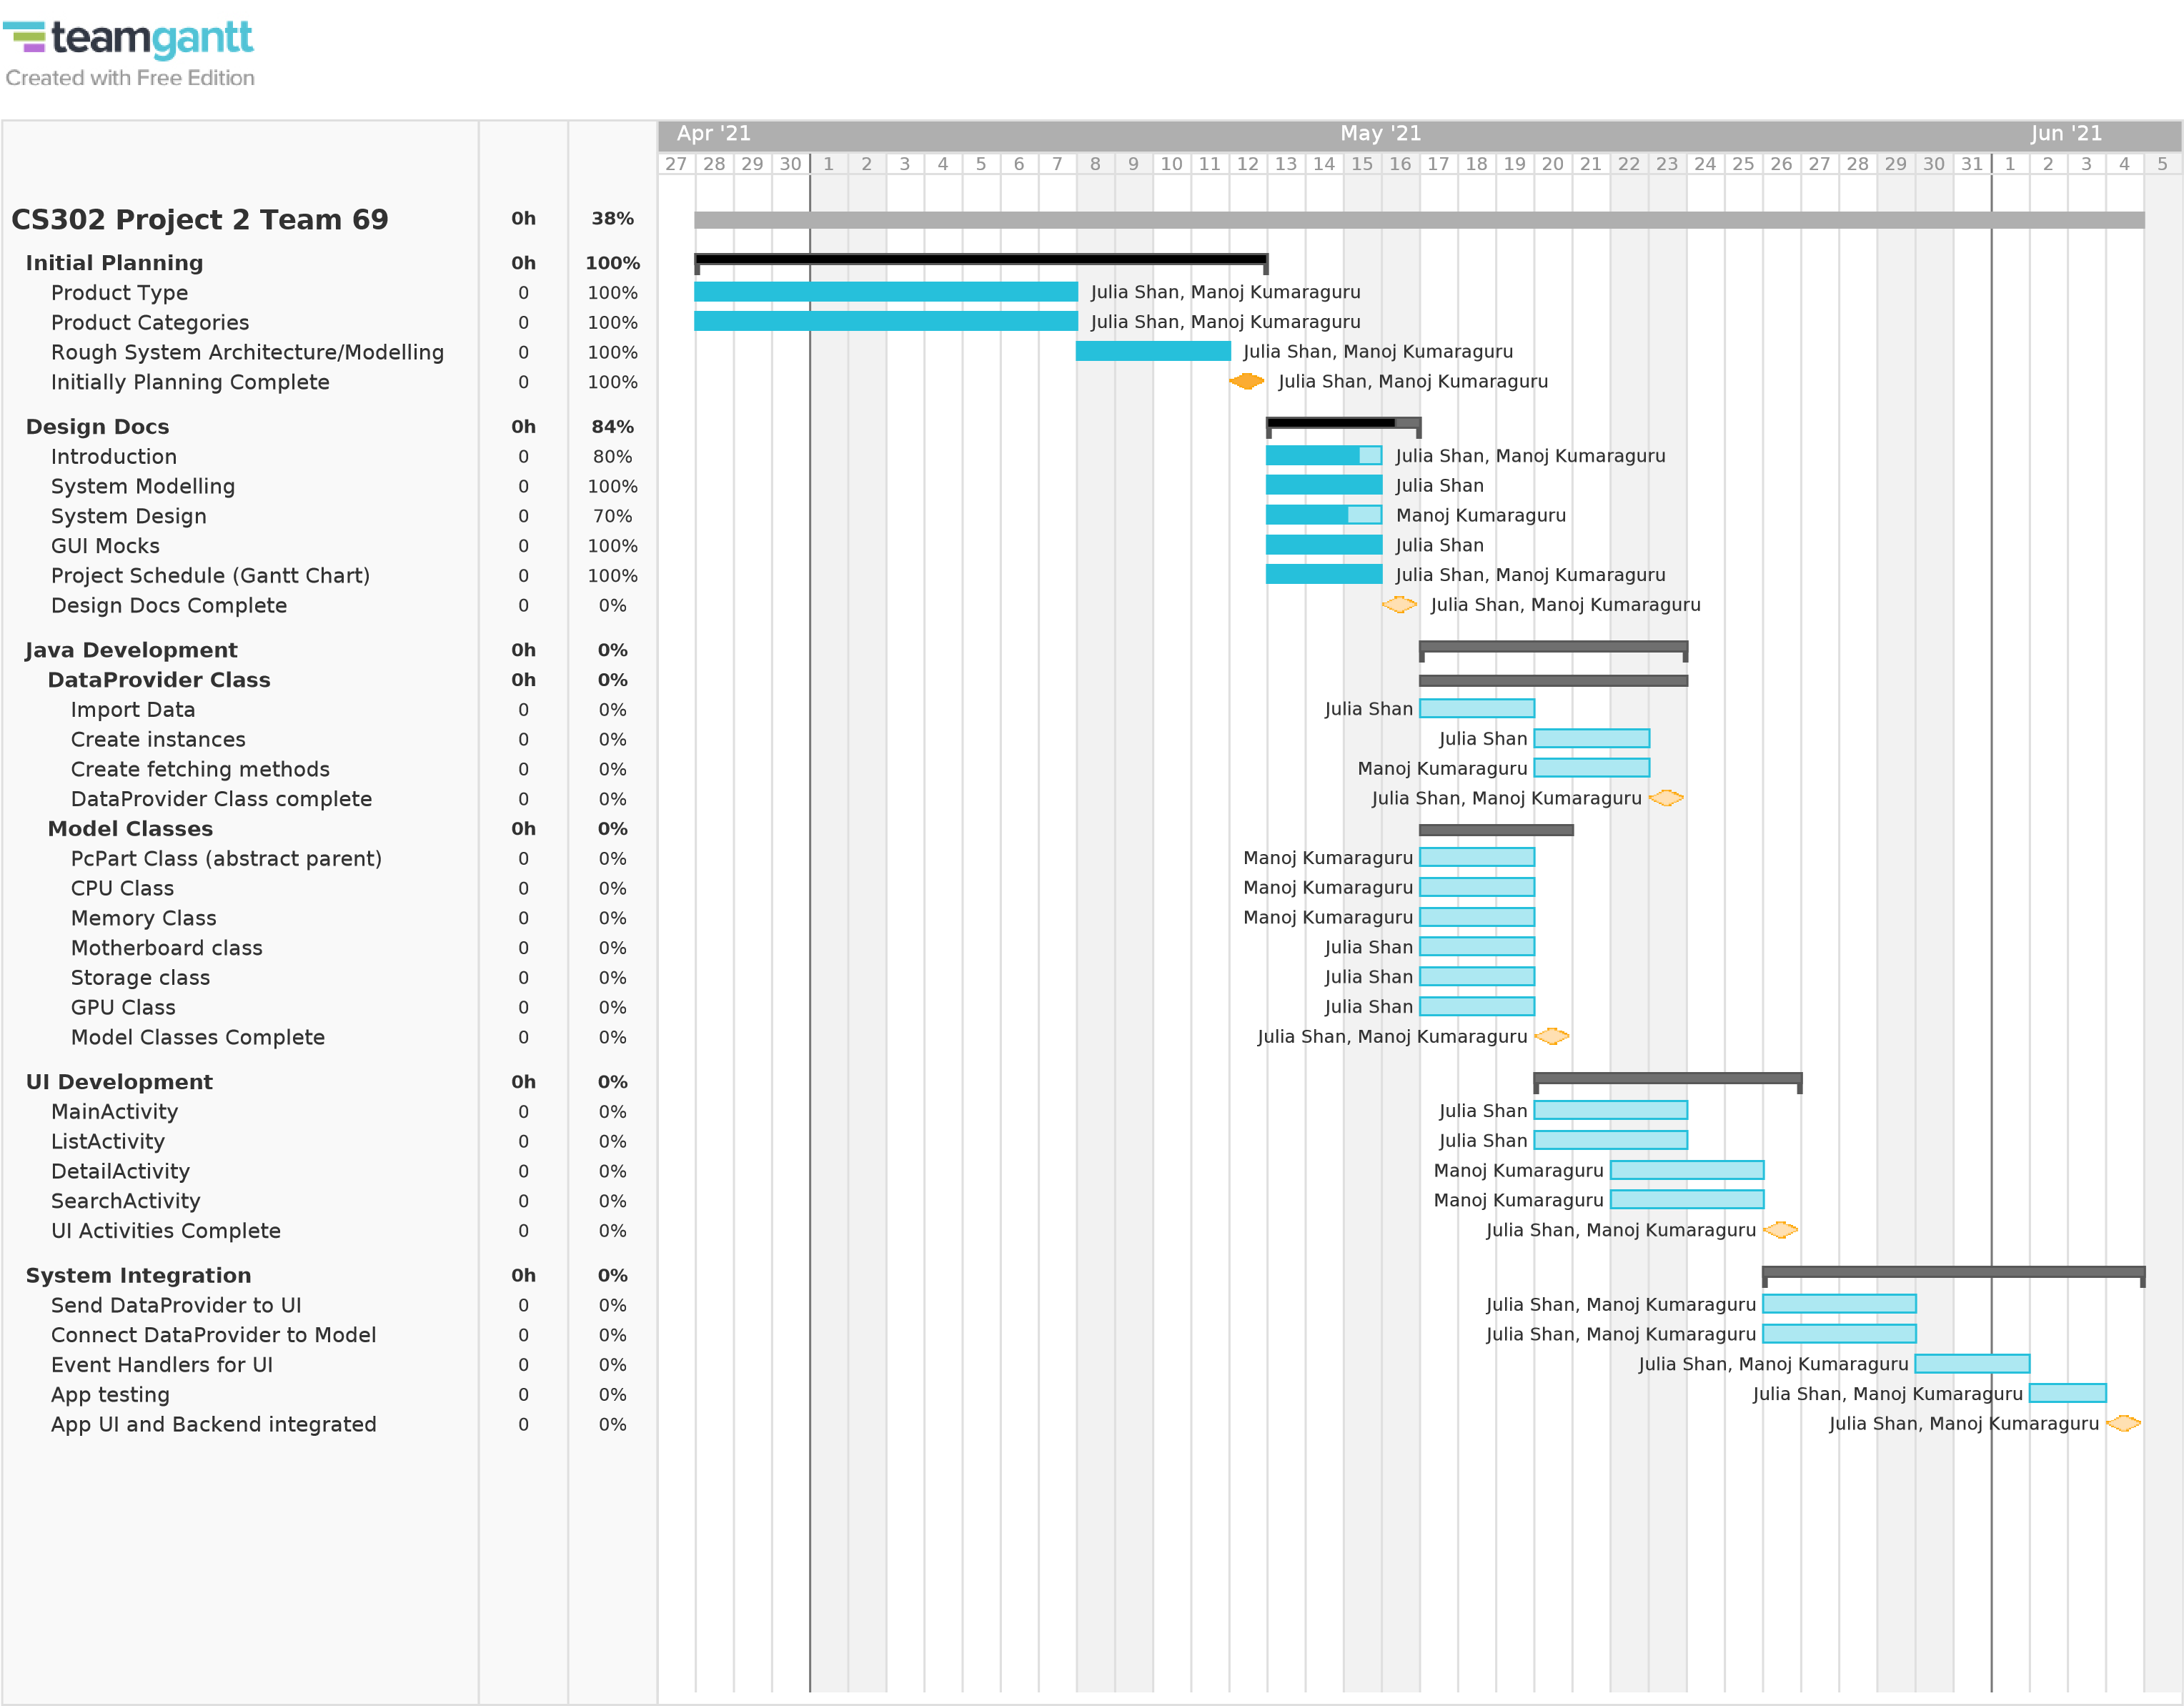 teamgantt
Created with Free Edition
Apr '21 May '21 Jun '21
27 28 29 30 1 2 3 4 5 6 7 8 9 10 11 12 13 14 15 16 17 18 19 20 21 22 23 24 25 26 27 28 29 30 31 1 2 3 4 5
CS302 Project 2 Team 69 0h 38%
Initial Planning 0h 100%
Product Type 0 100% Julia Shan, Manoj Kumaraguru
Product Categories 0 100% Julia Shan, Manoj Kumaraguru
Rough System Architecture/Modelling 0 100% Julia Shan, Manoj Kumaraguru
Initially Planning Complete 0 100% Julia Shan, Manoj Kumaraguru
Design Docs 0h 84%
Introduction 0 80% Julia Shan, Manoj Kumaraguru
System Modelling 0 100% Julia Shan
System Design 0 70% Manoj Kumaraguru
GUI Mocks 0 100% Julia Shan
Project Schedule (Gantt Chart) 0 100% Julia Shan, Manoj Kumaraguru
Design Docs Complete 0 0% Julia Shan, Manoj Kumaraguru
Java Development 0h 0%
DataProvider Class 0h 0%
Import Data 0 0% Julia Shan
Create instances 0 0% Julia Shan
Create fetching methods 0 0% Manoj Kumaraguru
DataProvider Class complete 0 0% Julia Shan, Manoj Kumaraguru
Model Classes 0h 0%
PcPart Class (abstract parent) 0 0% Manoj Kumaraguru
CPU Class 0 0% Manoj Kumaraguru
Memory Class 0 0% Manoj Kumaraguru
Motherboard class 0 0% Julia Shan
Storage class 0 0% Julia Shan
GPU Class 0 0% Julia Shan
Model Classes Complete 0 0% Julia Shan, Manoj Kumaraguru
UI Development 0h 0%
MainActivity 0 0% Julia Shan
ListActivity 0 0% Julia Shan
DetailActivity 0 0% Manoj Kumaraguru
SearchActivity 0 0% Manoj Kumaraguru
UI Activities Complete 0 0% Julia Shan, Manoj Kumaraguru
System Integration 0h 0%
Send DataProvider to UI 0 0% Julia Shan, Manoj Kumaraguru
Connect DataProvider to Model 0 0% Julia Shan, Manoj Kumaraguru
Event Handlers for UI 0 0% Julia Shan, Manoj Kumaraguru
App testing 0 0% Julia Shan, Manoj Kumaraguru
App UI and Backend integrated 0 0% Julia Shan, Manoj Kumaraguru